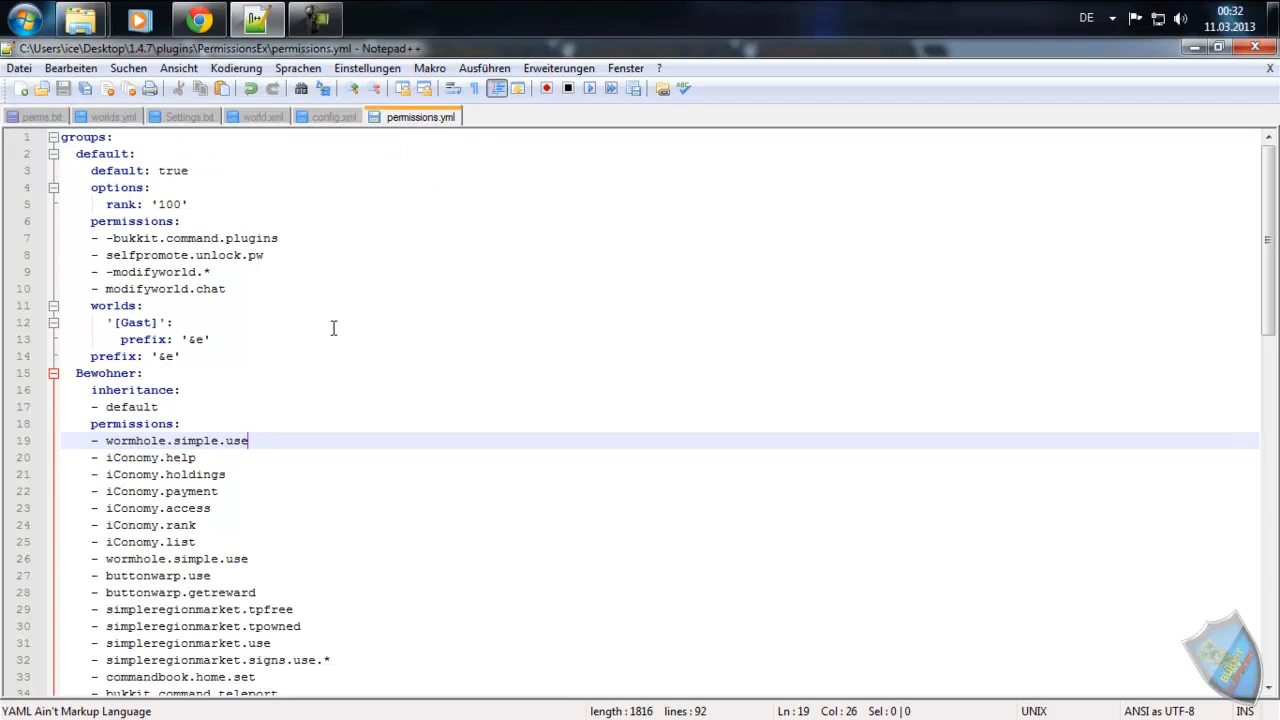 DE
00:32
11.03.2013
C:\Users\ice\Desktop\1.4.7\plugins\PermissionsEx\permissions.yml - Notepad++
Datei Bearbeiten Suchen Ansicht Kodierung Sprachen Einstellungen Makro Ausführen Erweiterungen Fenster ? X
perms.txt worlds.yml Settings.txt world.xml config.xml permissions.yml
1 groups:
2 default:
3 default: true
4 options:
5 rank: '100'
6 permissions:
7 - -bukkit.command.plugins
8 - selfpromote.unlock.pw
9 - -modifyworld.*
10 - modifyworld.chat
11 worlds:
12 '[Gast]':
13 prefix: '&e'
14 prefix: '&e'
15 Bewohner:
16 inheritance:
17 - default
18 permissions:
19 - wormhole.simple.use
20 - iConomy.help
21 - iConomy.holdings
22 - iConomy.payment
23 - iConomy.access
24 - iConomy.rank
25 - iConomy.list
26 - wormhole.simple.use
27 - buttonwarp.use
28 - buttonwarp.getreward
29 - simpleregionmarket.tpfree
30 - simpleregionmarket.tpowned
31 - simpleregionmarket.use
32 - simpleregionmarket.signs.use.*
33 - commandbook.home.set
34 - bukkit.command.teleport
YAML Ain't Markup Language length : 1816 lines : 92 Ln : 19 Col : 26 Sel : 0 | 0 UNIX ANSI as UTF-8 INS